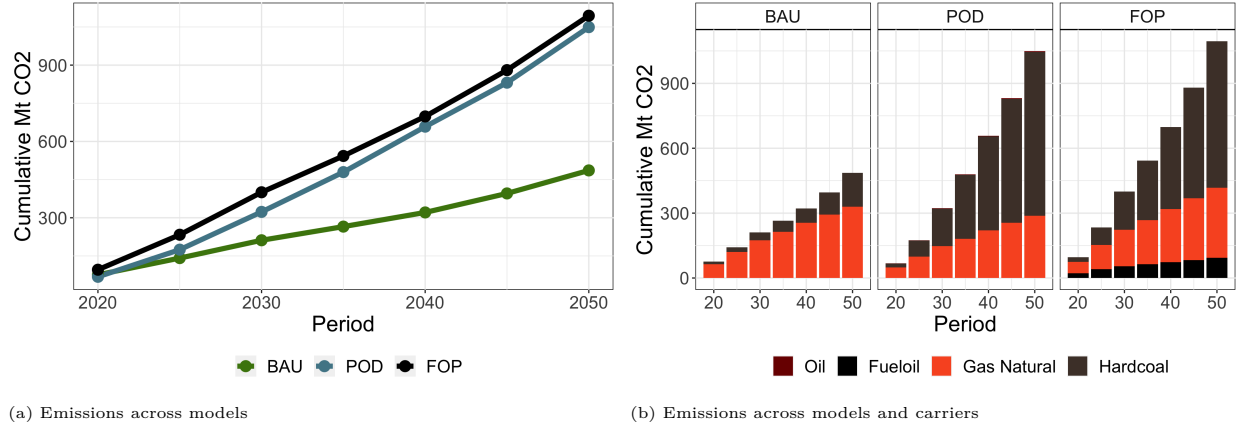 Cumulative Mt CO2
900
600
300
2020
2030
2040
2050
Period
BAU
POD
FOP
(a) Emissions across models
BAU
POD
FOP
Cumulative Mt CO2
900
600
300
0
20
30
40
50
20
30
40
50
20
30
40
50
Period
Oil
Fueloil
Gas Natural
Hardcoal
(b) Emissions across models and carriers